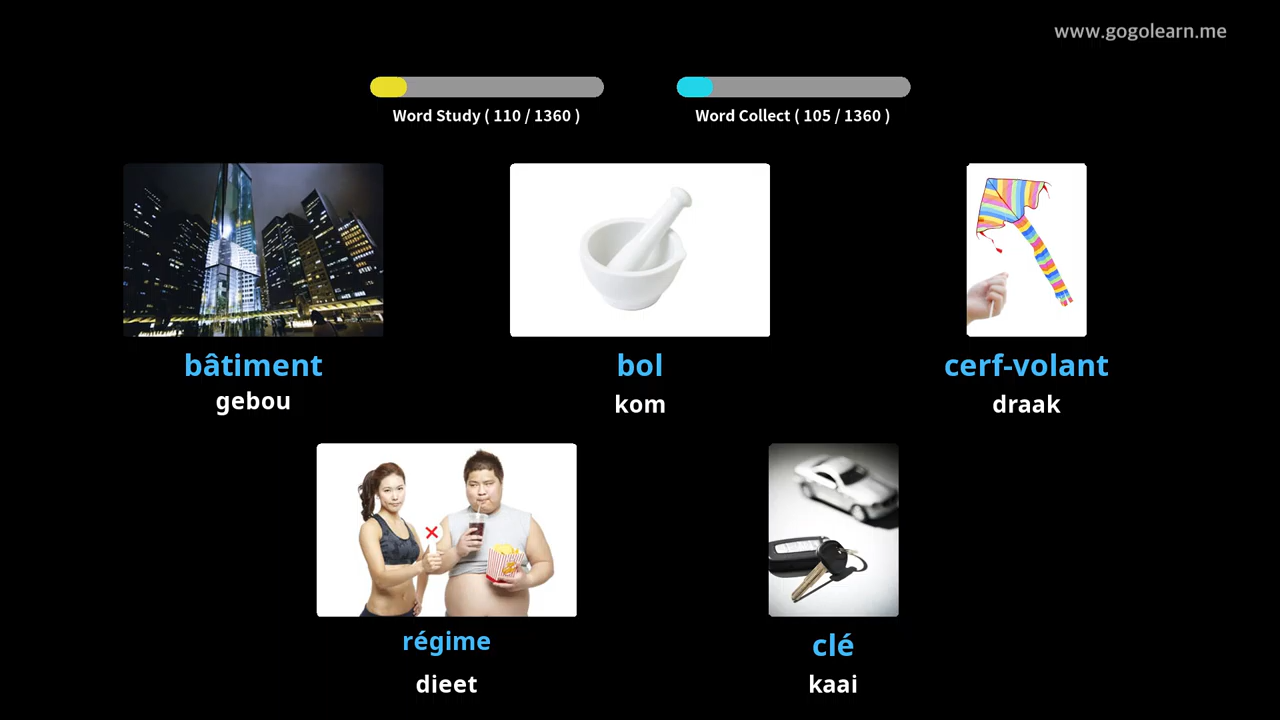 www.gogolearn.me
Word Study ( 110 / 1360 )
Word Collect ( 105 / 1360 )
bâtiment
gebou
bol
kom
cerf-volant
draak
régime
dieet
clé
kaai